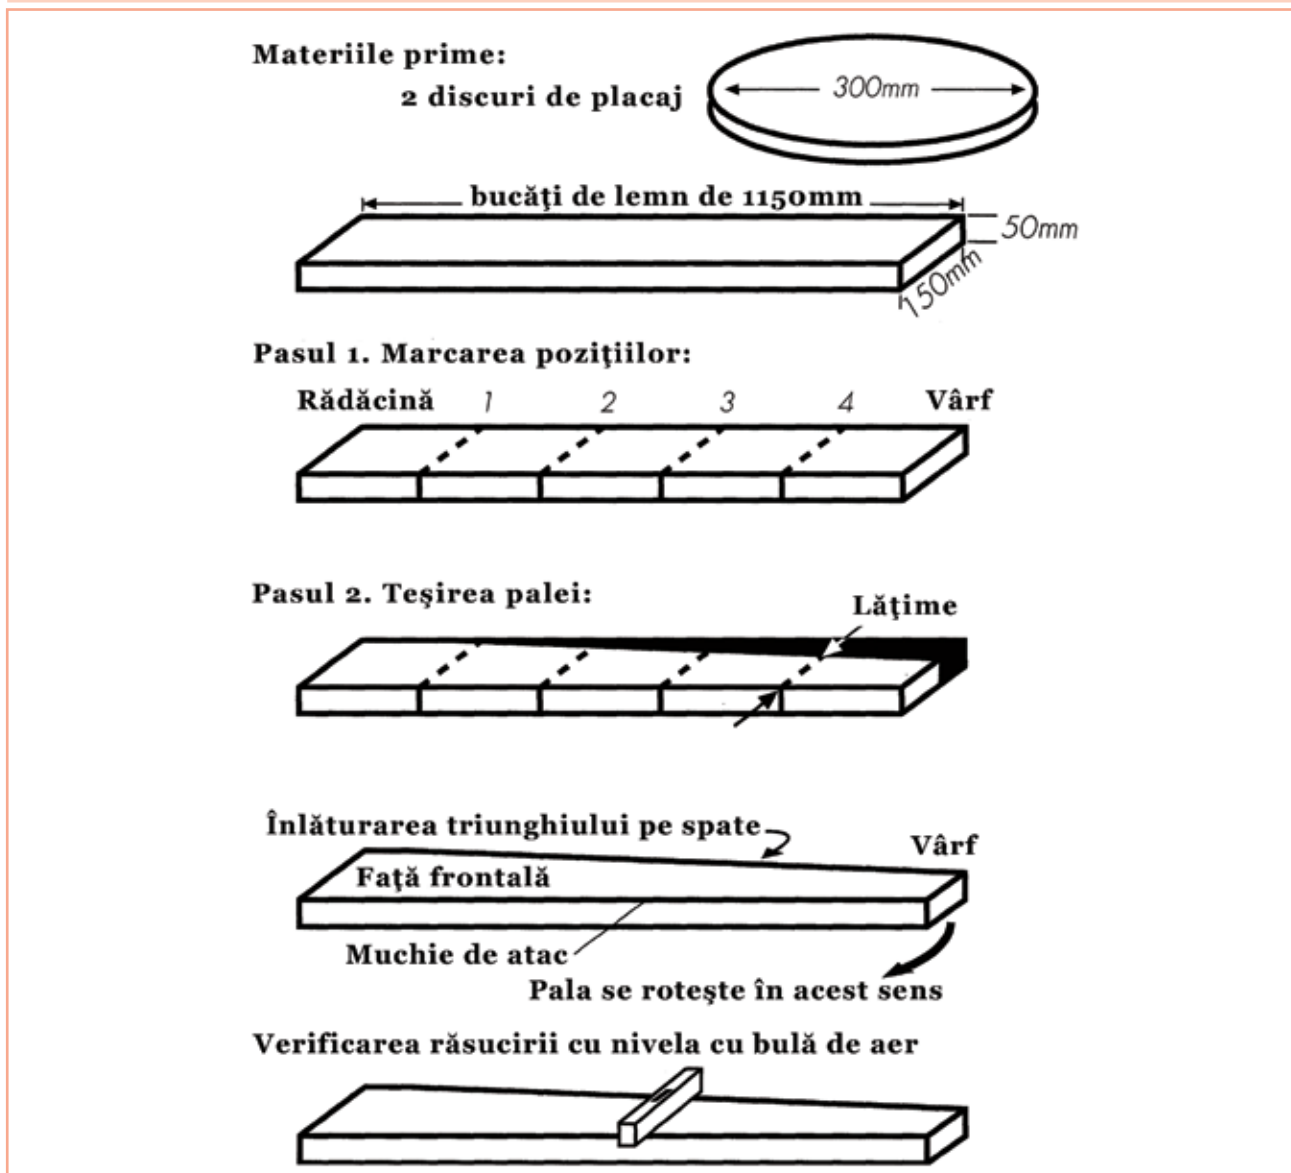 Materiile prime:
2 discuri de placaj
300mm
bucăţi de lemn de 1150mm
50mm
150mm
Pasul 1. Marcarea poziţiilor:
Rădăcină 1 2 3 4 Vârf
Pasul 2. Teşirea palei:
Lăţime
Înlăturarea triunghiului pe spate
Vârf
Faţă frontală
Muchie de atac
Pala se roteşte în acest sens
Verificarea răsucirii cu nivela cu bulă de aer